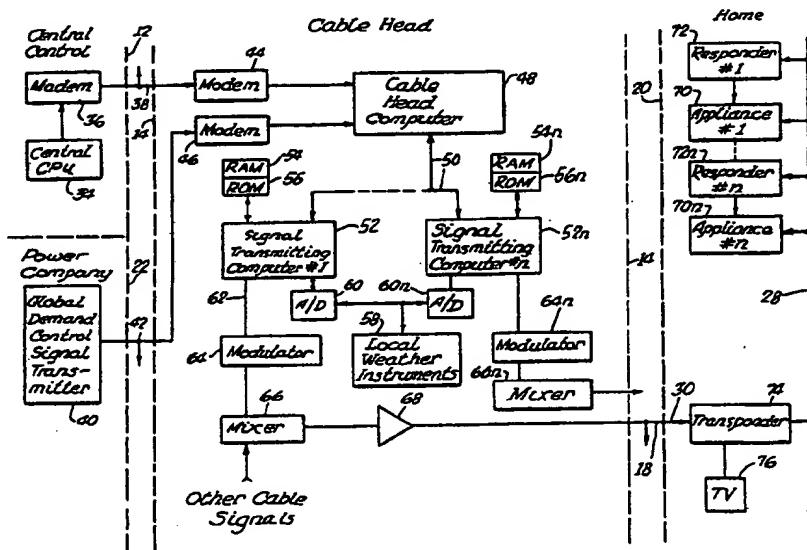 Cable Head
Central
Control
Home
12
44
72
Modem
Modem
48
Cable
Head
Computer
20
Responder
#1
38
36
14
70
Appliance
#1
Modem
46
Central
CPU
34
RAM
54
ROM
56
50
54n
RAM
ROM
56n
72n
Responder
#n
70n
Appliance
#n
Signal
Transmitting
Computer #1
52
Signal
Transmitting
Computer #n
52n
Power
Company
22
14
62
A/D
60
60n
A/D
28
Global
Demand
Control
Signal
Trans-
mitter
42
64
Modulator
58
Local
Weather
Instruments
64n
Modulator
66n
Mixer
40
66
Mixer
68
30
74
Transponder
18
Other Cable
Signals
TV
76